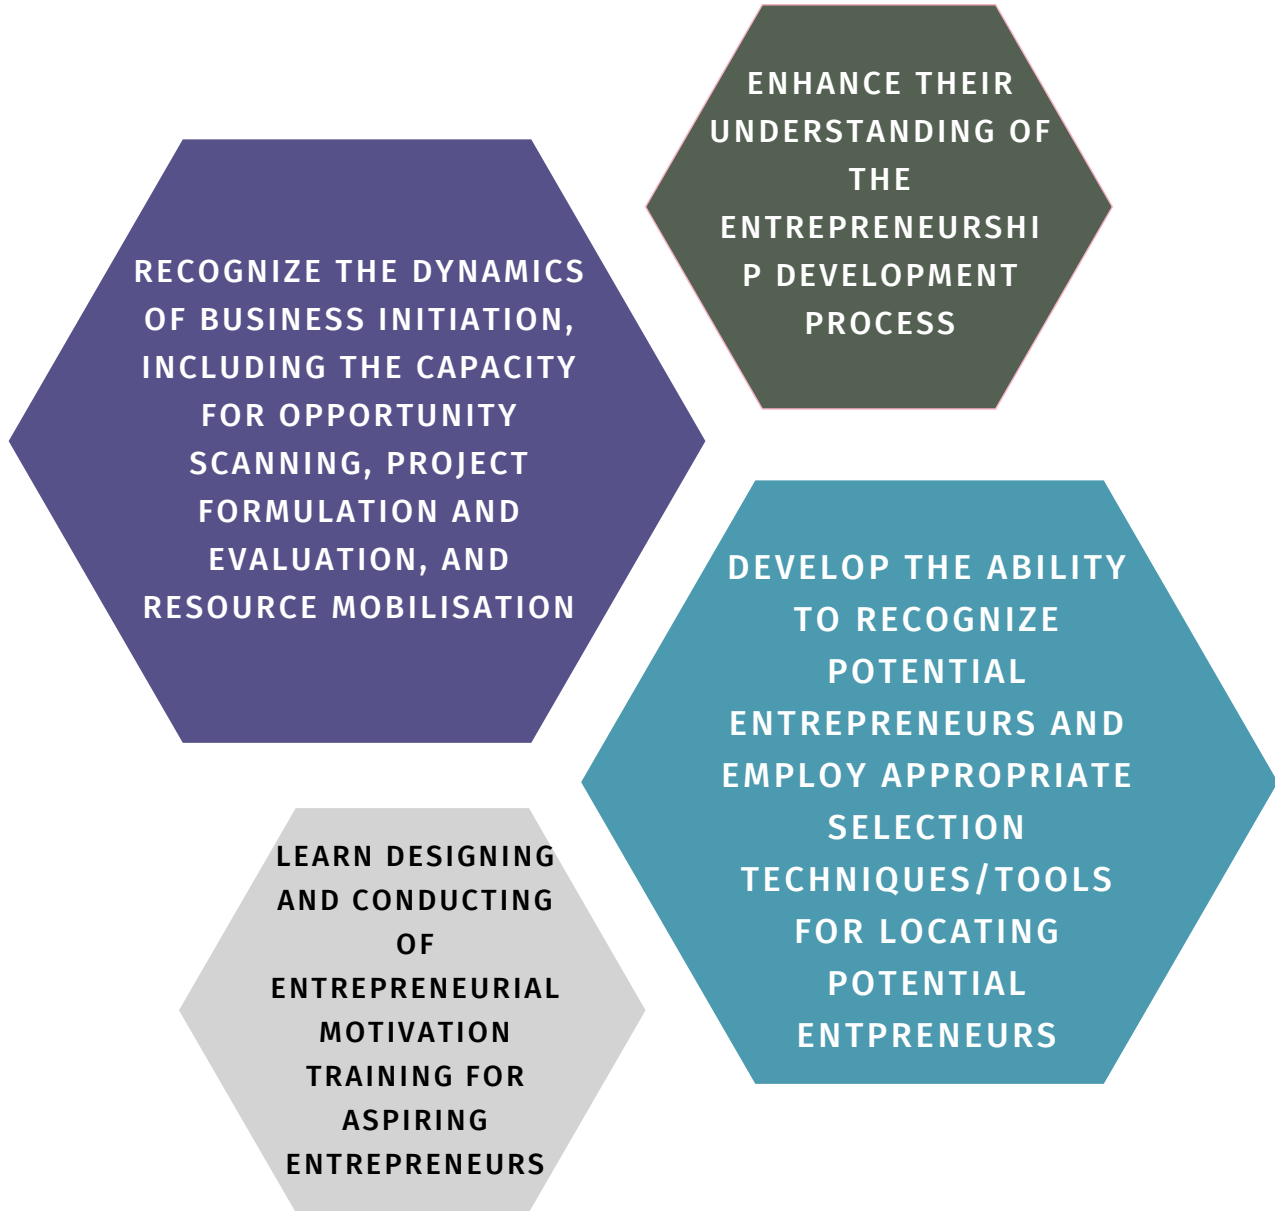 ENHANCE THEIR
UNDERSTANDING OF
THE
ENTREPRENEURSHI
P DEVELOPMENT
PROCESS
RECOGNIZE THE DYNAMICS
OF BUSINESS INITIATION,
INCLUDING THE CAPACITY
FOR OPPORTUNITY
SCANNING, PROJECT
FORMULATION AND
EVALUATION, AND
RESOURCE MOBILISATION
DEVELOP THE ABILITY
TO RECOGNIZE
POTENTIAL
ENTREPRENEURS AND
EMPLOY APPROPRIATE
SELECTION
TECHNIQUES/TOOLS
FOR LOCATING
POTENTIAL
ENTPRENEURS
LEARN DESIGNING
AND CONDUCTING
OF
ENTREPRENEURIAL
MOTIVATION
TRAINING FOR
ASPIRING
ENTREPRENEURS